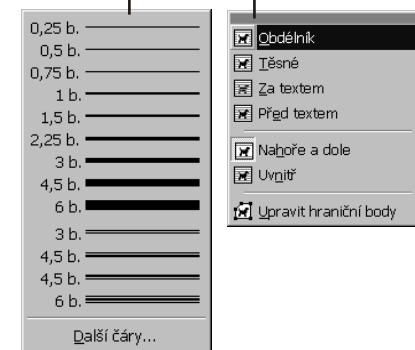 0,25 b.
0,5 b.
0,75 b.
1 b.
1,5 b.
2,25 b.
3 b.
4,5 b.
6 b.
3 b.
4,5 b.
4,5 b.
6 b.
Další čáry...
Obdélník
Těsné
Za textem
Před textem
Nahoře a dole
Uvnitř
Upravit hraniční body